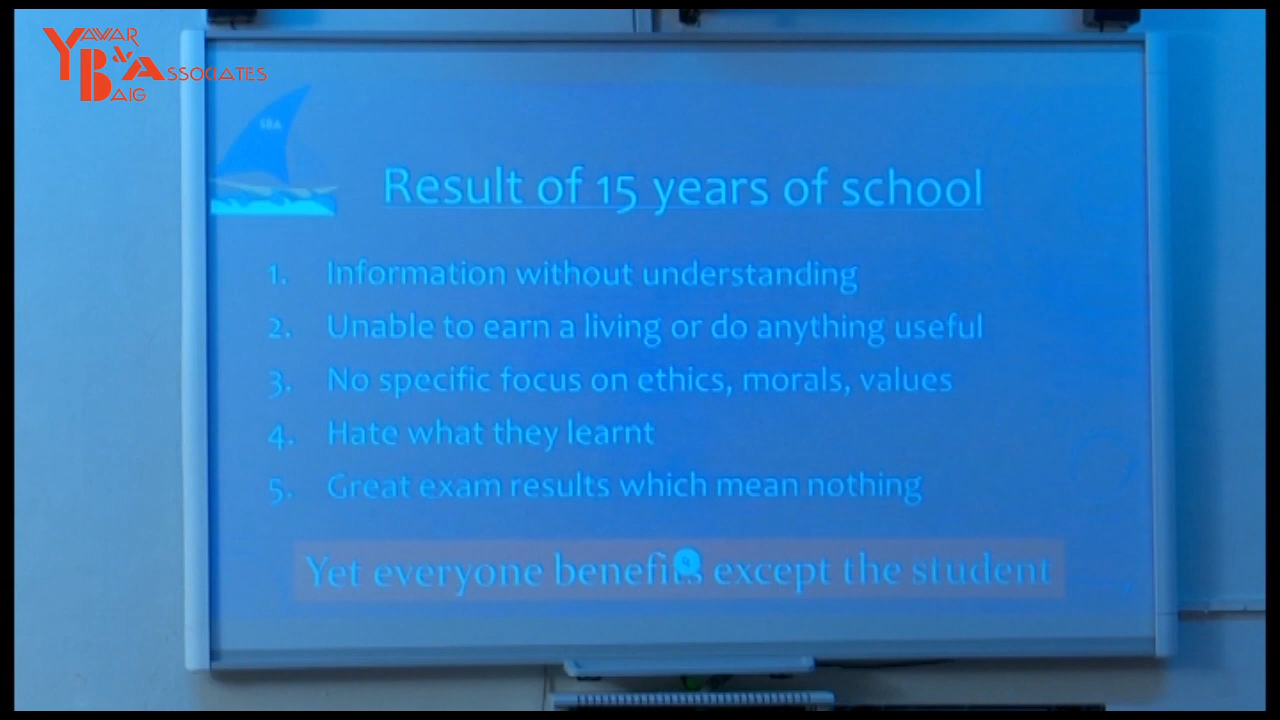 YAWAR
& ASSOCIATES
BAIG
SBA
Result of 15 years of school
1. Information without understanding
2. Unable to earn a living or do anything useful
3. No specific focus on ethics, morals, values
4. Hate what they learnt
5. Great exam results which mean nothing
Yet everyone benefits except the student